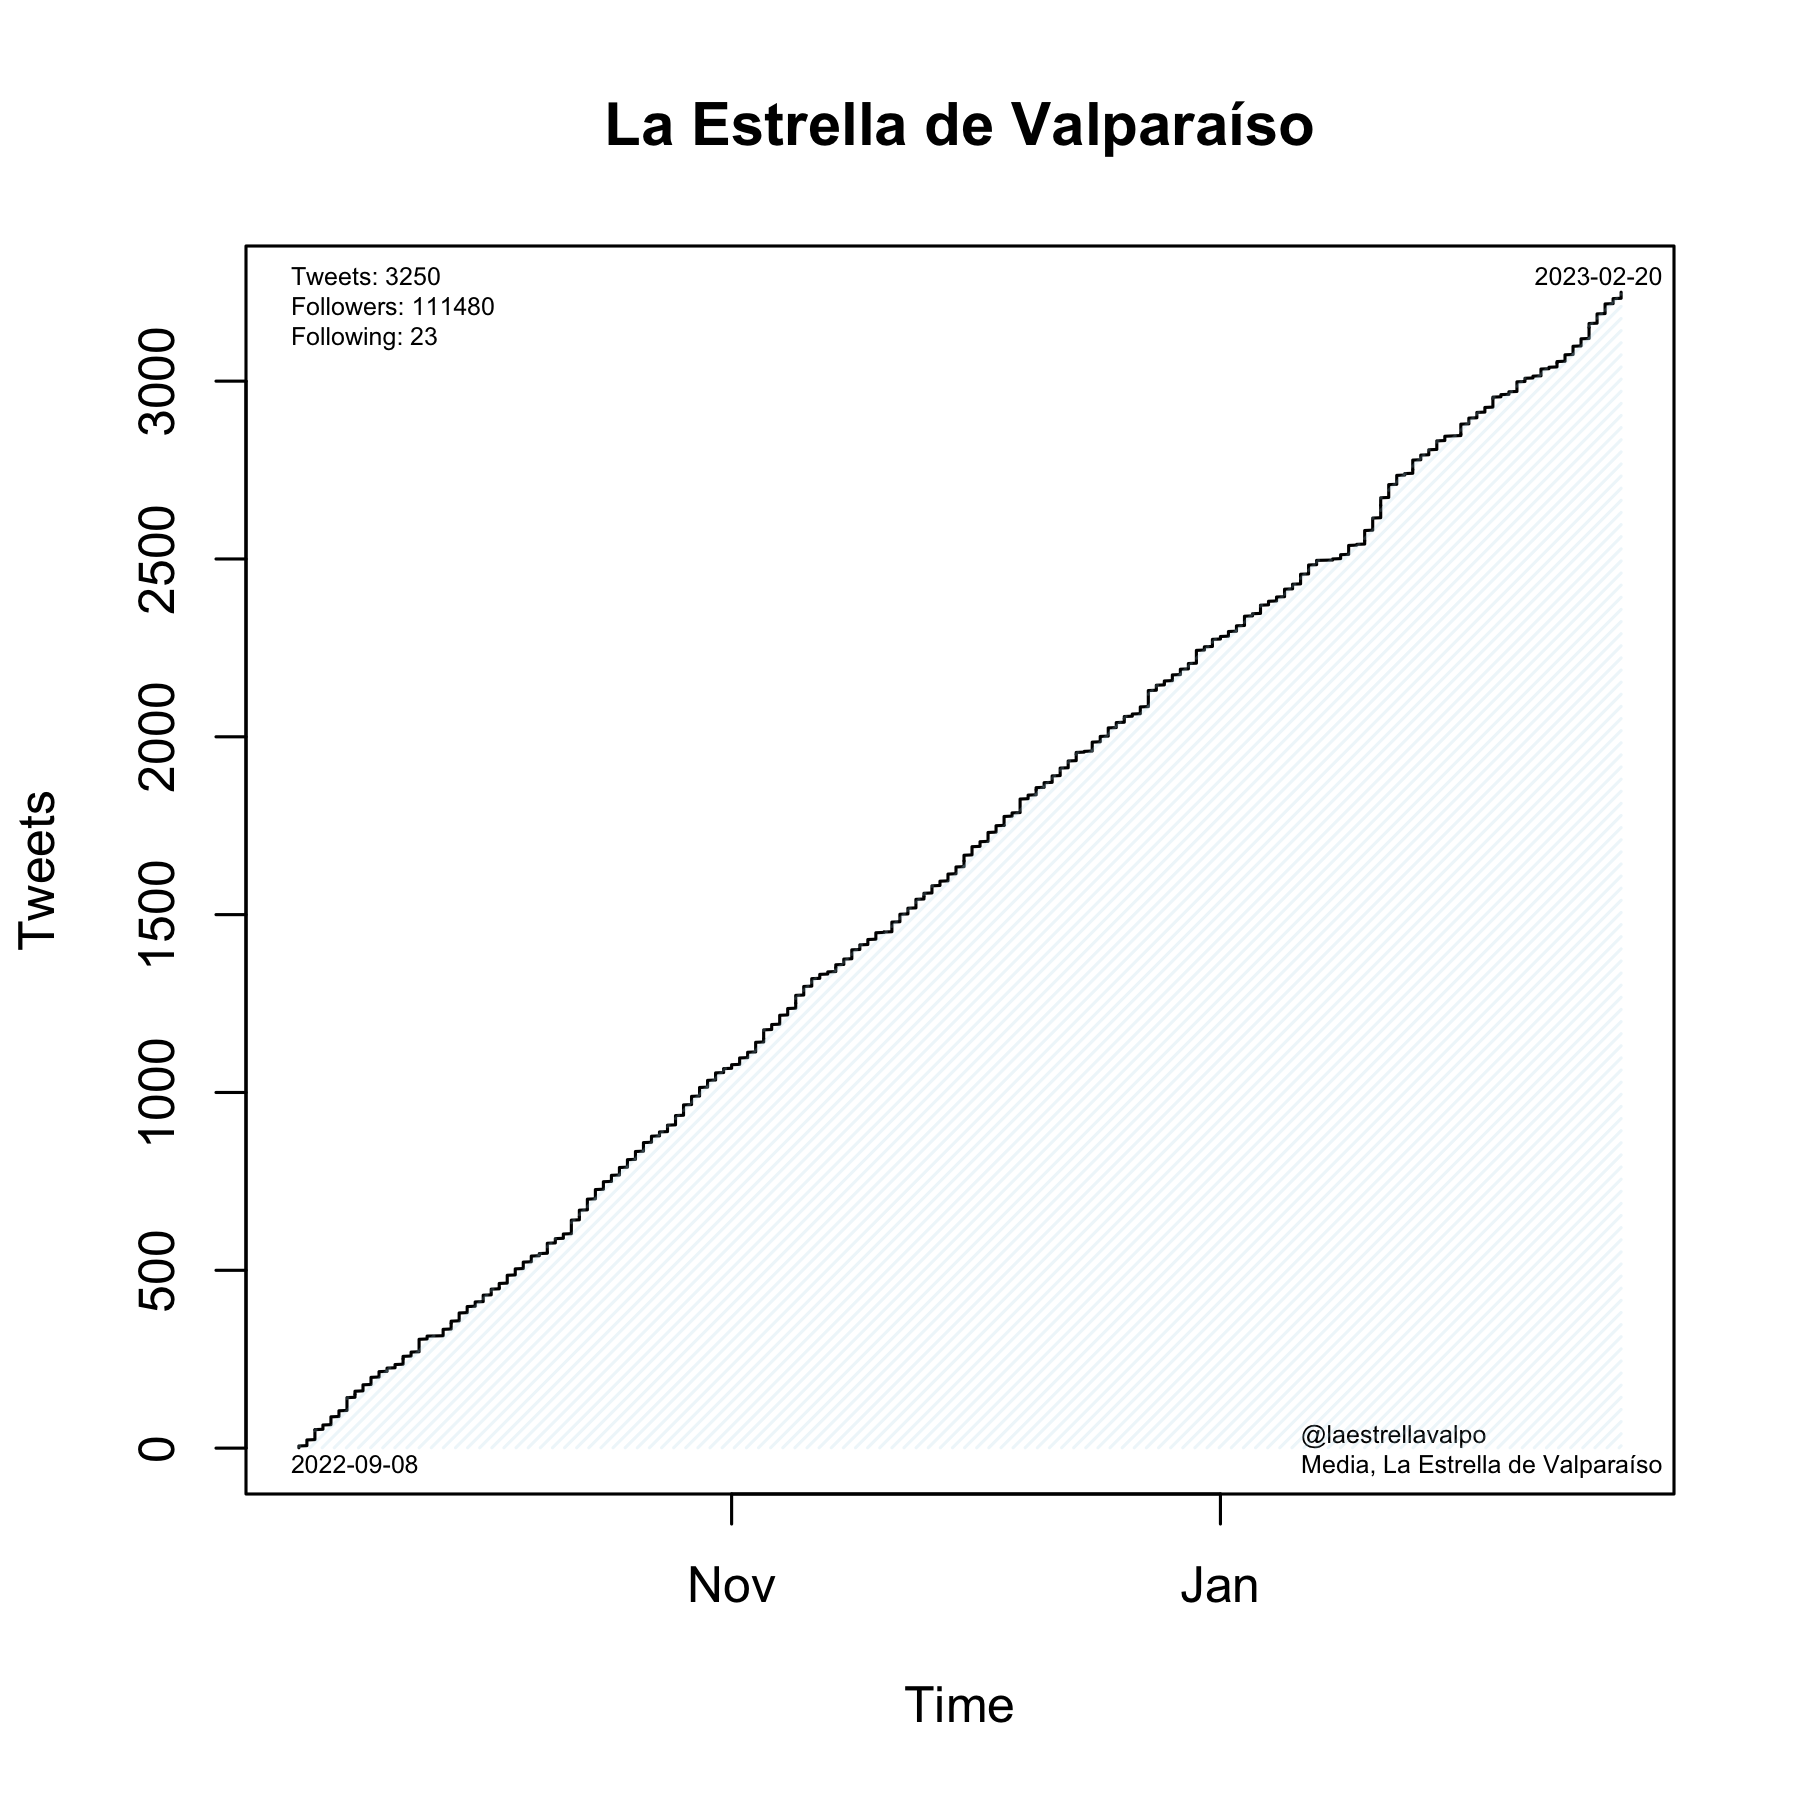 La Estrella de Valparaíso
Tweets: 3250
Followers: 111480
Following: 23
2023-02-20
3000
2500
2000
1500
1000
500
0
Tweets
2022-09-08
@laestrellavalpo
Media, La Estrella de Valparaíso
Nov
Jan
Time